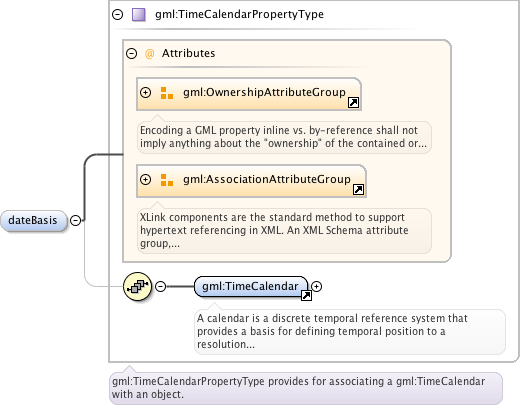 gml:TimeCalendarPropertyType
@ Attributes
gml:OwnershipAttributeGroup
Encoding a GML property inline vs. by-reference shall not
imply anything about the "ownership" of the contained or...
gml:AssociationAttributeGroup
XLink components are the standard method to support
hypertext referencing in XML. An XML Schema attribute
group,...
dateBasis
gml:TimeCalendar
A calendar is a discrete temporal reference system that
provides a basis for defining temporal position to a
resolution...
gml:TimeCalendarPropertyType provides for associating a gml:TimeCalendar
with an object.